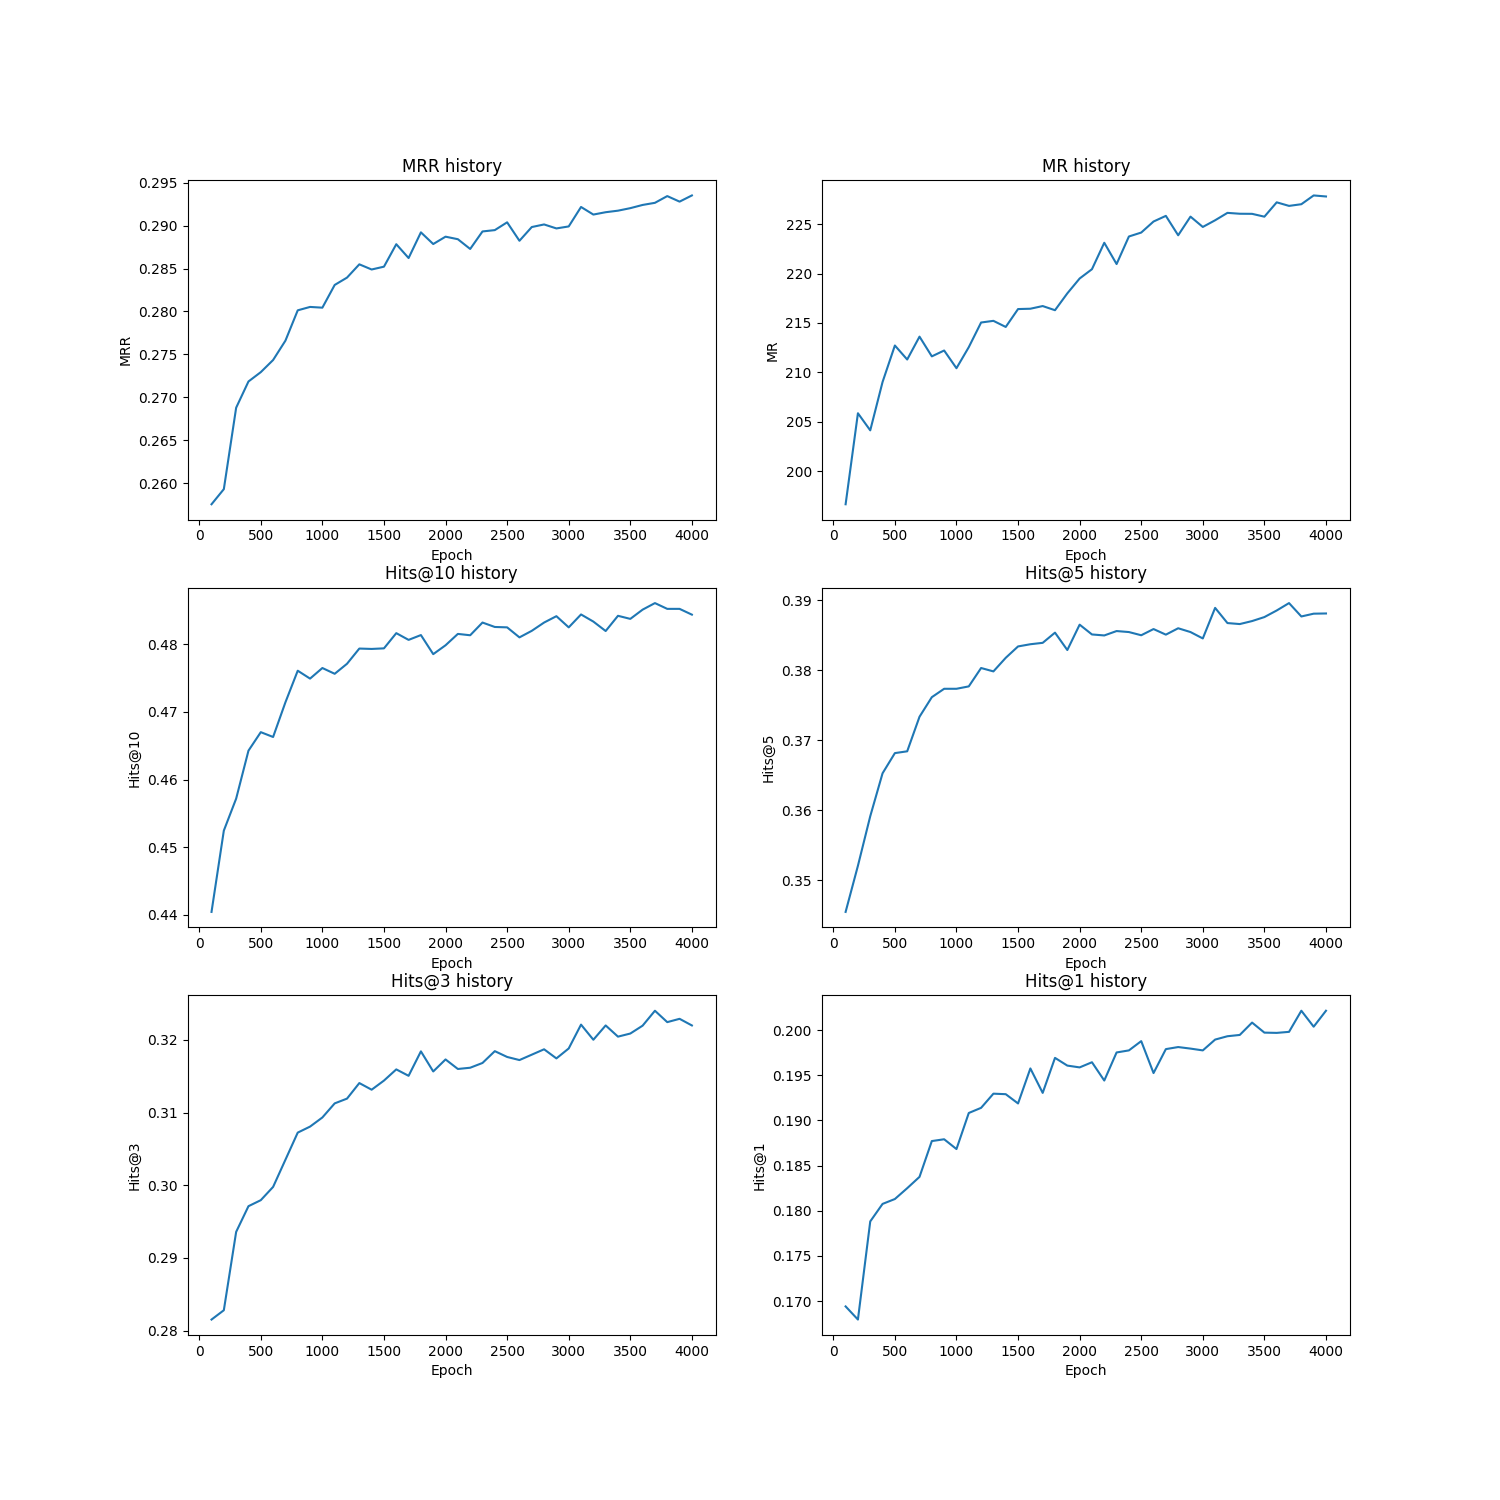 MRR history
MRR
0.295
0.290
0.285
0.280
0.275
0.270
0.265
0.260
0 500 1000 1500 2000 2500 3000 3500 4000
Epoch
MR history
MR
225
220
215
210
205
200
0 500 1000 1500 2000 2500 3000 3500 4000
Epoch
Hits@10 history
Hits@10
0.48
0.47
0.46
0.45
0.44
0 500 1000 1500 2000 2500 3000 3500 4000
Epoch
Hits@5 history
Hits@5
0.39
0.38
0.37
0.36
0.35
0 500 1000 1500 2000 2500 3000 3500 4000
Epoch
Hits@3 history
Hits@3
0.32
0.31
0.30
0.29
0.28
0 500 1000 1500 2000 2500 3000 3500 4000
Epoch
Hits@1 history
Hits@1
0.200
0.195
0.190
0.185
0.180
0.175
0.170
0 500 1000 1500 2000 2500 3000 3500 4000
Epoch